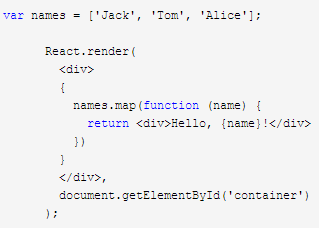 var names = ['Jack', 'Tom', 'Alice'];
React.render(
<div>
{
names.map(function (name) {
return <div>Hello, {name}!</div>
})
}
</div>,
document.getElementById('container')
);